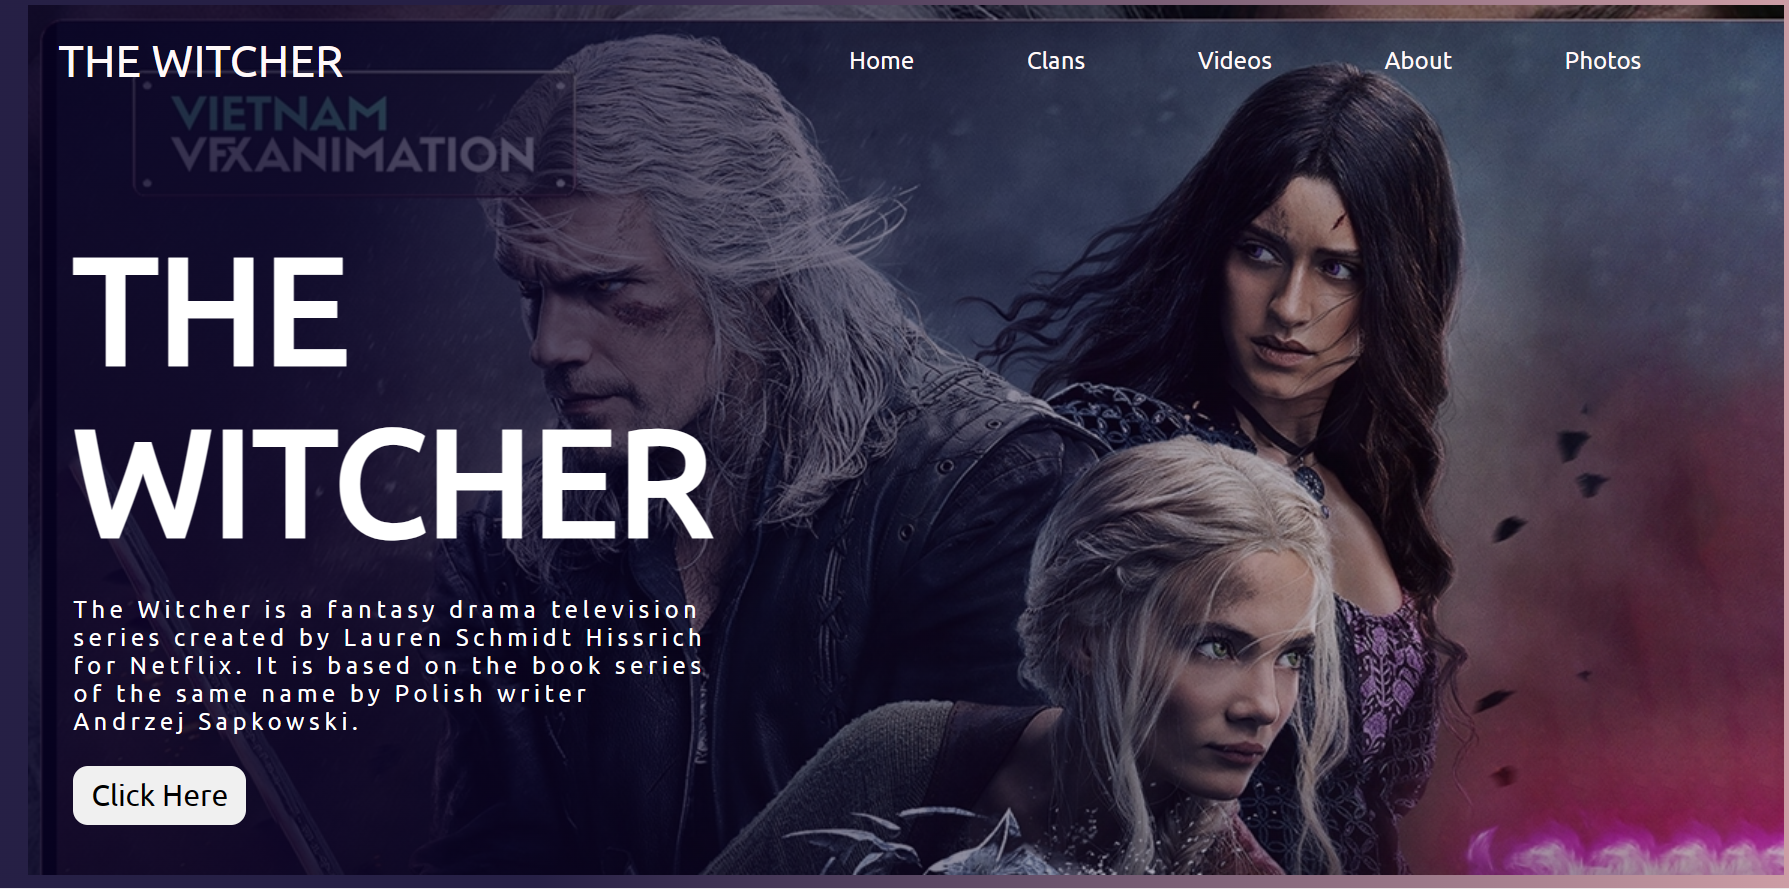 THE WITCHER
Home
Clans
Videos
About
Photos
VIETNAM
VFXANIMATION
THE
WITCHER
The Witcher is a fantasy drama television
series created by Lauren Schmidt Hissrich
for Netflix. It is based on the book series
of the same name by Polish writer
Andrzej Sapkowski.
Click Here